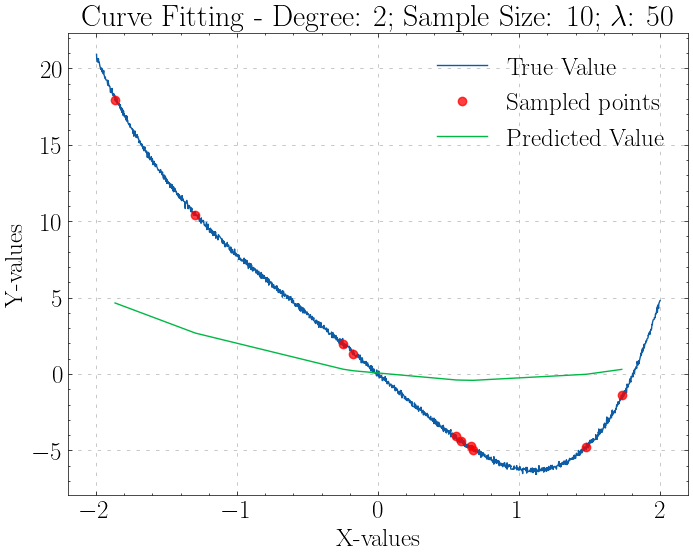 Curve Fitting - Degree: 2; Sample Size: 10; λ: 50
True Value
Sampled points
Predicted Value
20
15
10
5
0
−5
Y-values
−2
−1
0
1
2
X-values